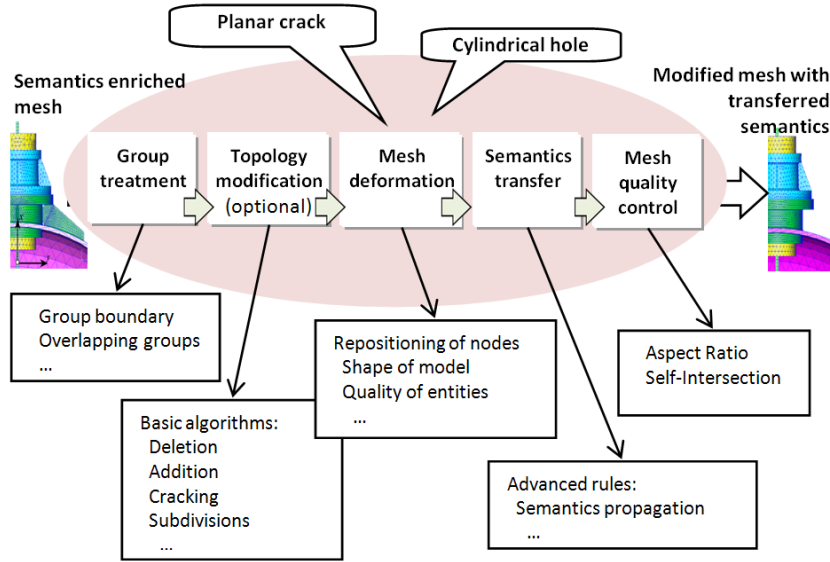 Planar crack
Cylindrical hole
Semantics enriched
mesh
Modified mesh with
transferred
semantics
Group
treatment
Topology
modification
(optional)
Mesh
deformation
Semantics
transfer
Mesh
quality
control
Group boundary
Overlapping groups
...
Basic algorithms:
Deletion
Addition
Cracking
Subdivisions
...
Repositioning of nodes
Shape of model
Quality of entities
...
Advanced rules:
Semantics propagation
...
Aspect Ratio
Self-Intersection